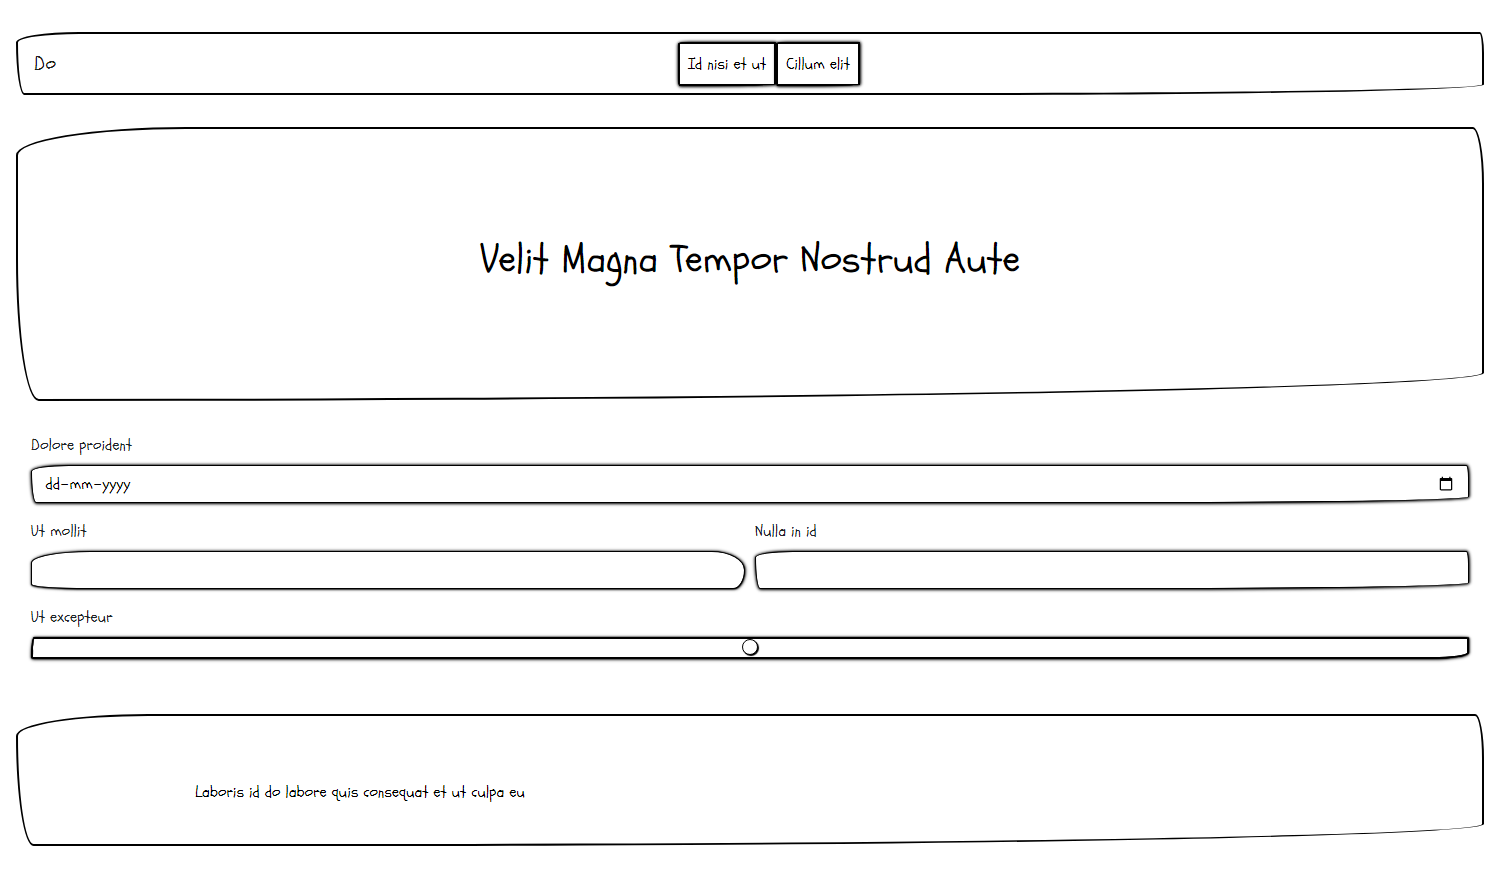 Do
Id nisi et ut
Cillum elit
Velit Magna Tempor Nostrud Aute
Dolore proident
dd-mm-yyyy
Ut mollit
Nulla in id
Ut excepteur
Laboris id do labore quis consequat et ut culpa eu